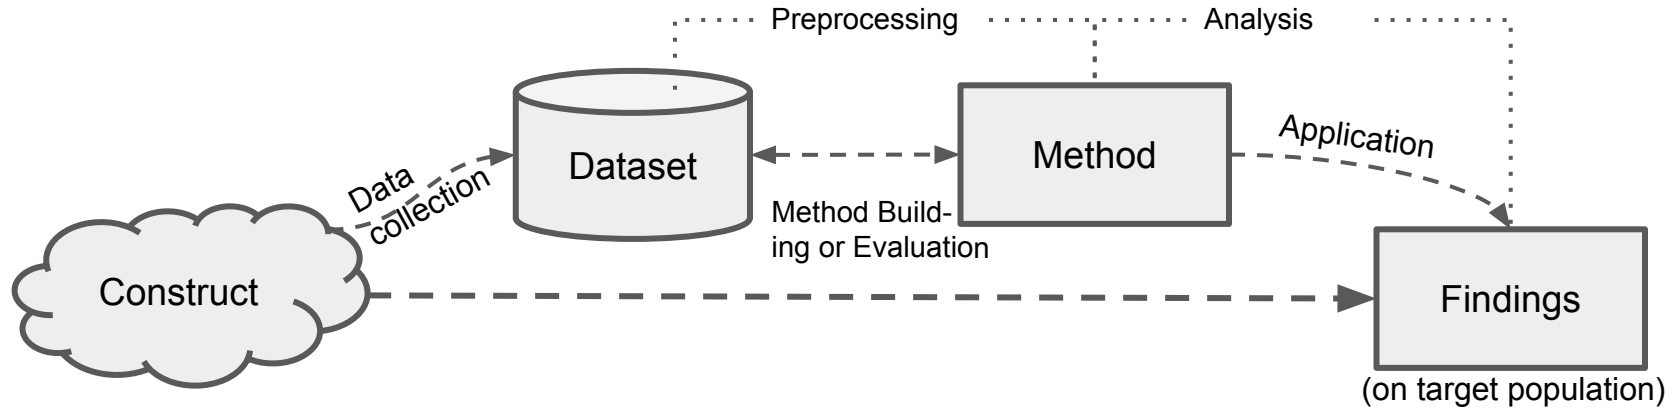 Preprocessing
Analysis
Dataset
Method
Application
Data
collection
Method Build-
ing or Evaluation
Construct
Findings
(on target population)